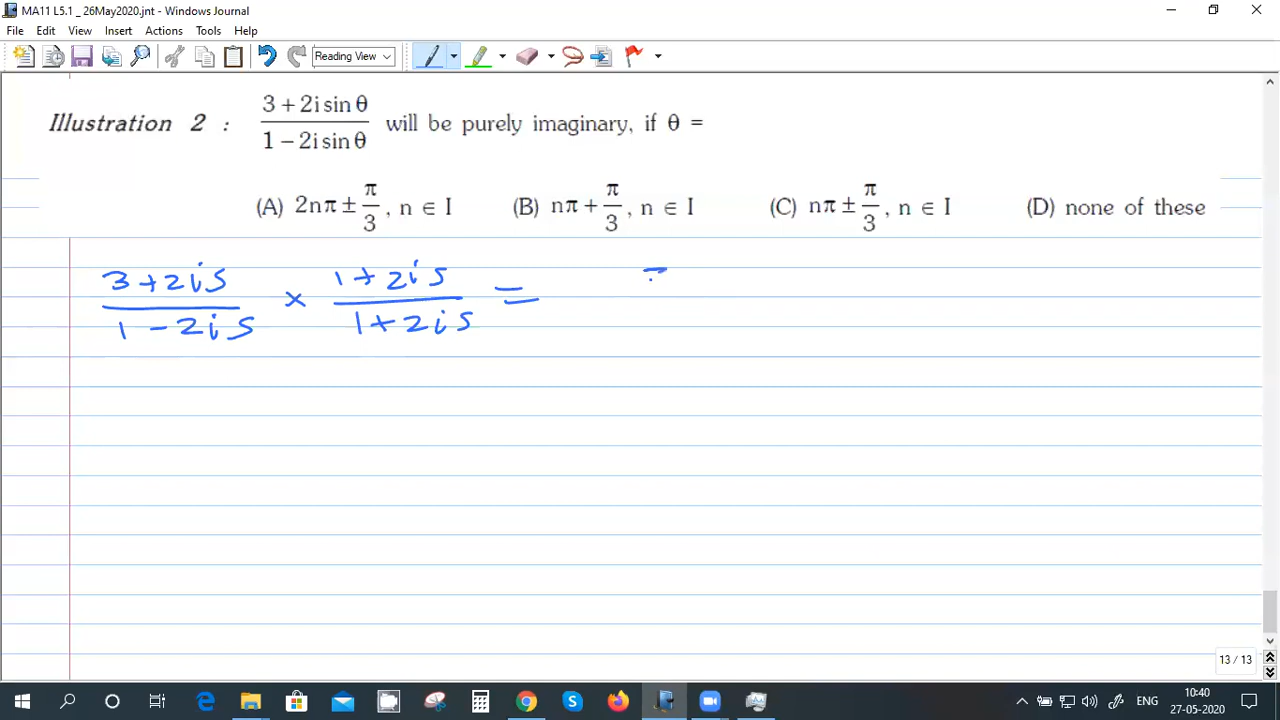 MA11 L5.1 _ 26May2020.jnt - Windows Journal
File Edit View Insert Actions Tools Help
Reading View
Illustration 2 : (3 + 2i sin θ)/(1 − 2i sin θ) will be purely imaginary, if θ =
(A) 2nπ ± π/3 , n ∈ I (B) nπ + π/3 , n ∈ I (C) nπ ± π/3 , n ∈ I (D) none of these
(3 + 2is)/(1 − 2is) × (1 + 2is)/(1 + 2is) =
13 / 13
ENG
10:40
27-05-2020